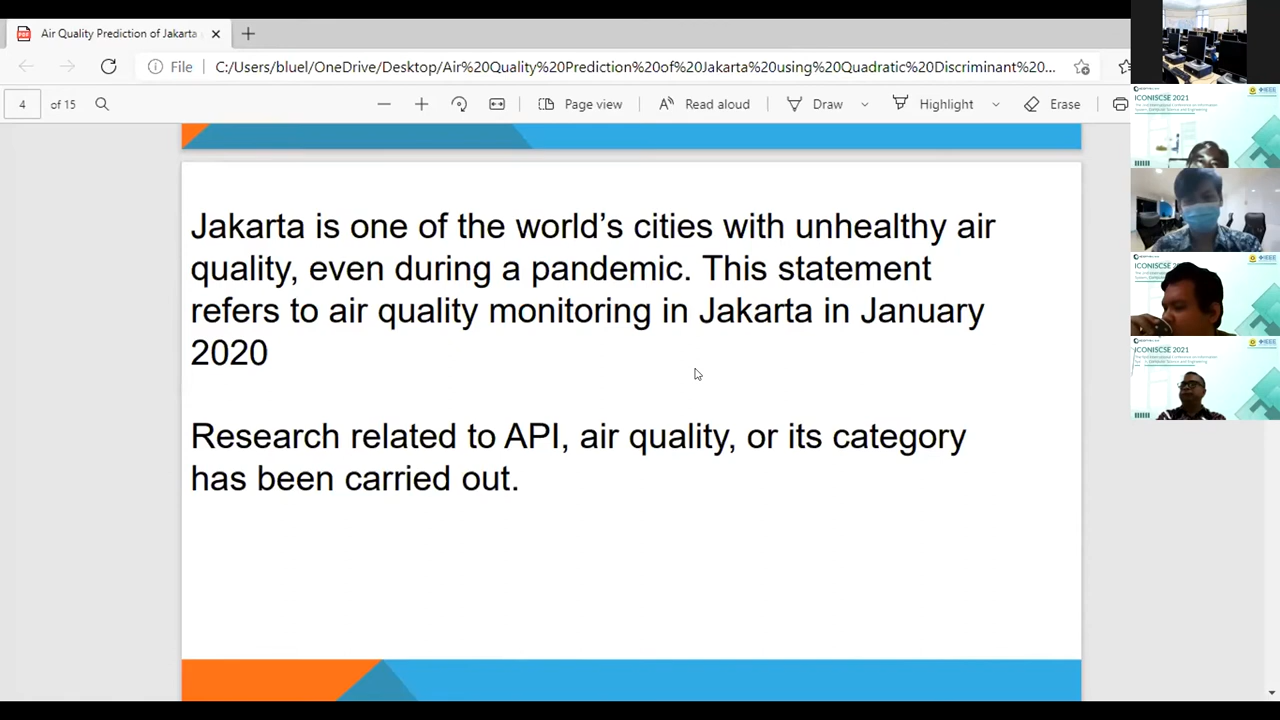 Air Quality Prediction of Jakarta
File
C:/Users/bluel/OneDrive/Desktop/Air%20Quality%20Prediction%20of%20Jakarta%20using%20Quadratic%20Discriminant%20...
4 of 15
Page view
Read aloud
Draw
Highlight
Erase
Jakarta is one of the world’s cities with unhealthy air
quality, even during a pandemic. This statement
refers to air quality monitoring in Jakarta in January
2020
Research related to API, air quality, or its category
has been carried out.
ICONISCSE 2021
ICONISCSE 2021